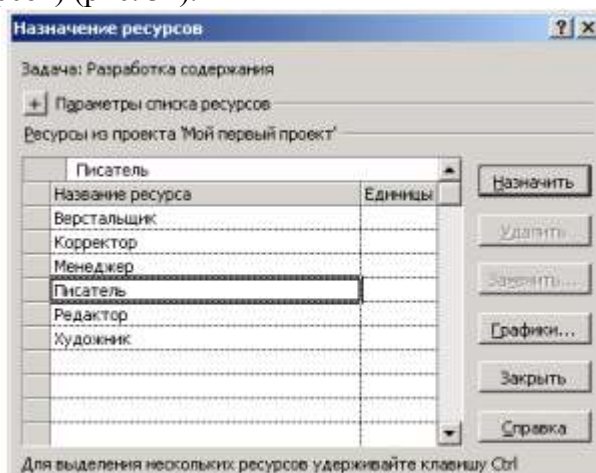 Назначение ресурсов
Задача: Разработка содержания
+ Параметры списка ресурсов
Ресурсы из проекта 'Мой первый проект'
Писатель
Название ресурса Единицы
Верстальщик
Корректор
Менеджер
Писатель
Редактор
Художник
Назначить
Удалить
Заменить...
Графики...
Закрыть
Справка
Для выделения нескольких ресурсов удерживайте клавишу Ctrl